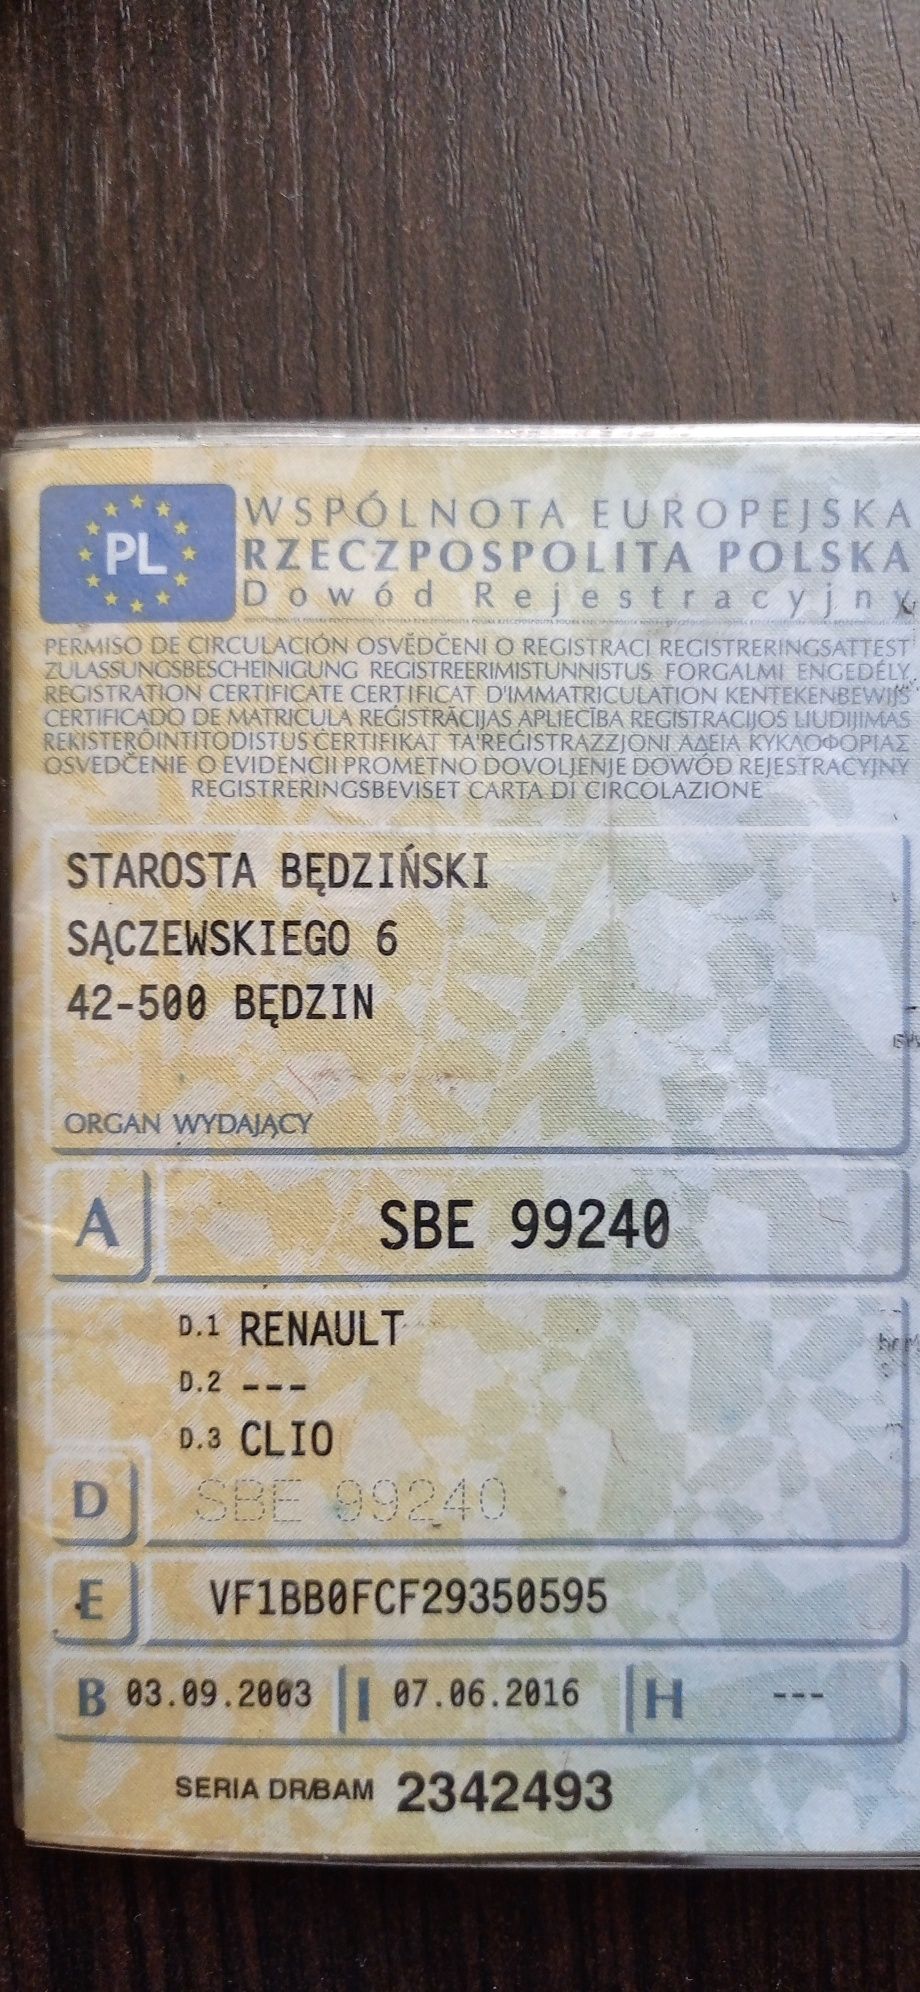 PL
WSPÓLNOTA EUROPEJSKA
RZECZPOSPOLITA POLSKA
Dowód Rejestracyjny
PERMISO DE CIRCULACIÓN OSVĚDČENI O REGISTRACI REGISTRERINGSATTEST
ZULASSUNGSBESCHEINIGUNG REGISTREERIMISTUNNISTUS FORGALMI ENGEDÉLY
REGISTRATION CERTIFICATE CERTIFICAT D'IMMATRICULATION KENTEKENBEWIJS
CERTIFICADO DE MATRICULA REĢISTRĀCIJAS APLIECĪBA REGISTRACIJOS LIUDIJIMAS
REKISTERÖINTITODISTUS ĊERTIFIKAT TA'REĠISTRAZZJONI ΑΔΕΙΑ ΚΥΚΛΟΦΟΡΙΑΣ
OSVEDČENIE O EVIDENCII PROMETNO DOVOLJENJE DOWÓD REJESTRACYJNY
REGISTRERINGSBEVISET CARTA DI CIRCOLAZIONE
STAROSTA BĘDZIŃSKI
SĄCZEWSKIEGO 6
42-500 BĘDZIN
ORGAN WYDAJĄCY
A SBE 99240
D.1 RENAULT
D.2 ---
D.3 CLIO
D SBE 99240
E VF1BB0FCF29350595
B 03.09.2003 I 07.06.2016 H ---
SERIA DR/BAM 2342493